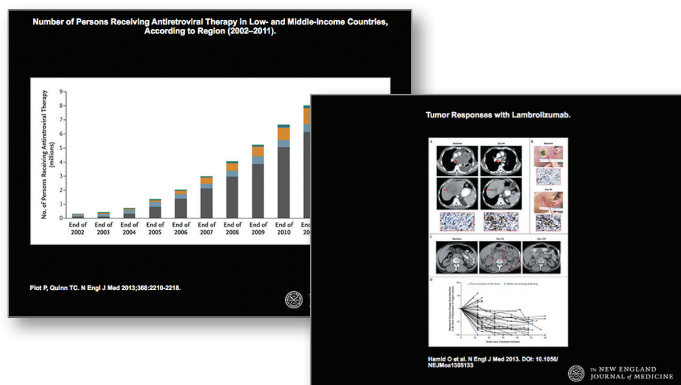 Number of Persons Receiving Antiretroviral Therapy in Low- and Middle-Income Countries,
According to Region (2002–2011).
No. of Persons Receiving Antiretroviral Therapy
(millions)
9
8
7
6
5
4
3
2
1
0
End of 2002
End of 2003
End of 2004
End of 2005
End of 2006
End of 2007
End of 2008
End of 2009
End of 2010
Piot P, Quinn TC. N Engl J Med 2013;368:2210-2218.
Tumor Responses with Lambrolizumab.
Baseline
Baseline
Hamid O et al. N Engl J Med 2013. DOI: 10.1056/
NEJMoa1305133
The NEW ENGLAND
JOURNAL of MEDICINE